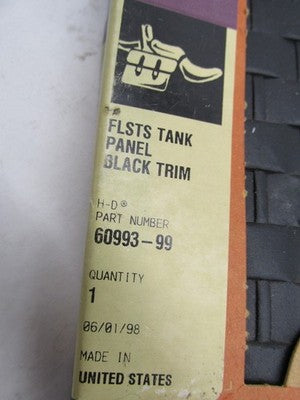 FLSTS TANK
PANEL
BLACK TRIM
H-D®
PART NUMBER
60993-99
QUANTITY
1
06/01/98
MADE IN
UNITED STATES